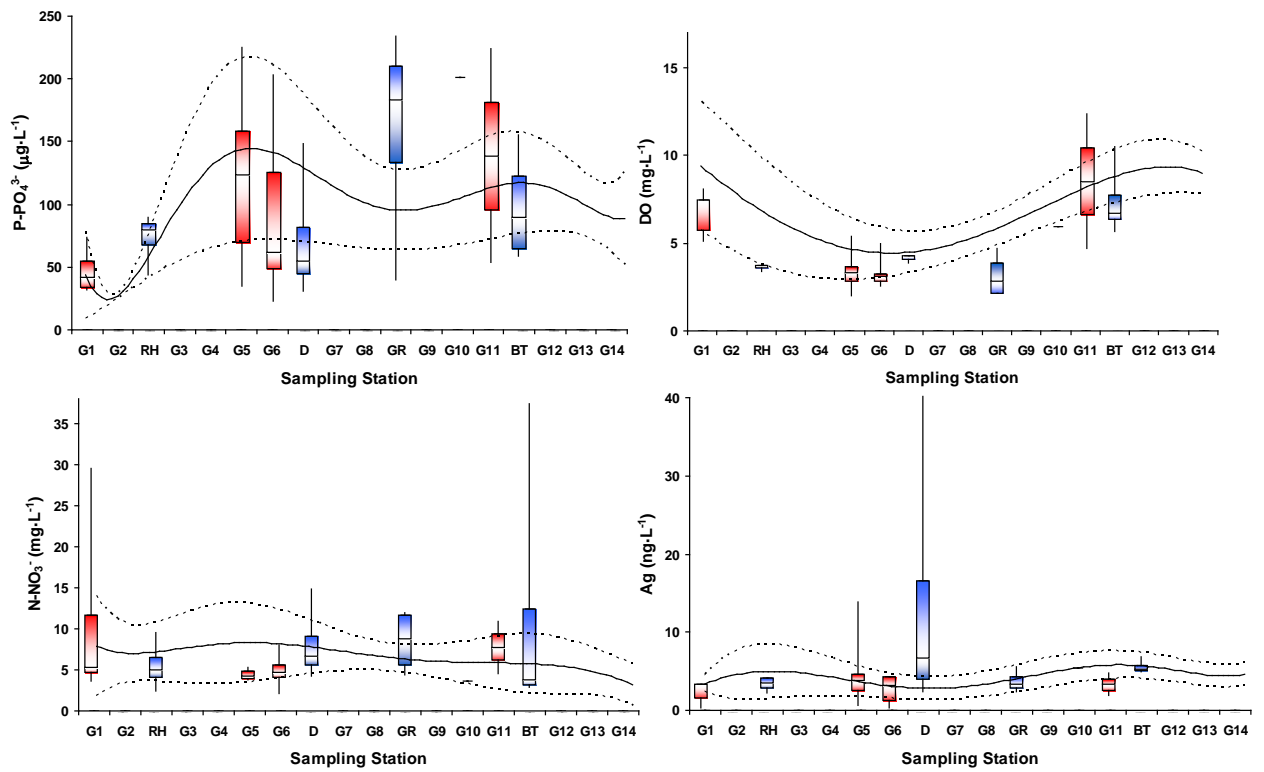 250
200
150
100
50
0
P-PO₄³⁻ (µg·L⁻¹)
G1 G2 RH G3 G4 G5 G6 D G7 G8 GR G9 G10 G11 BT G12 G13 G14
Sampling Station
15
10
5
0
DO (mg·L⁻¹)
G1 G2 RH G3 G4 G5 G6 D G7 G8 GR G9 G10 G11 BT G12 G13 G14
Sampling Station
35
30
25
20
15
10
5
0
N-NO₃⁻ (mg·L⁻¹)
G1 G2 RH G3 G4 G5 G6 D G7 G8 GR G9 G10 G11 BT G12 G13 G14
Sampling Station
40
30
20
10
0
Ag (ng·L⁻¹)
G1 G2 RH G3 G4 G5 G6 D G7 G8 GR G9 G10 G11 BT G12 G13 G14
Sampling Station